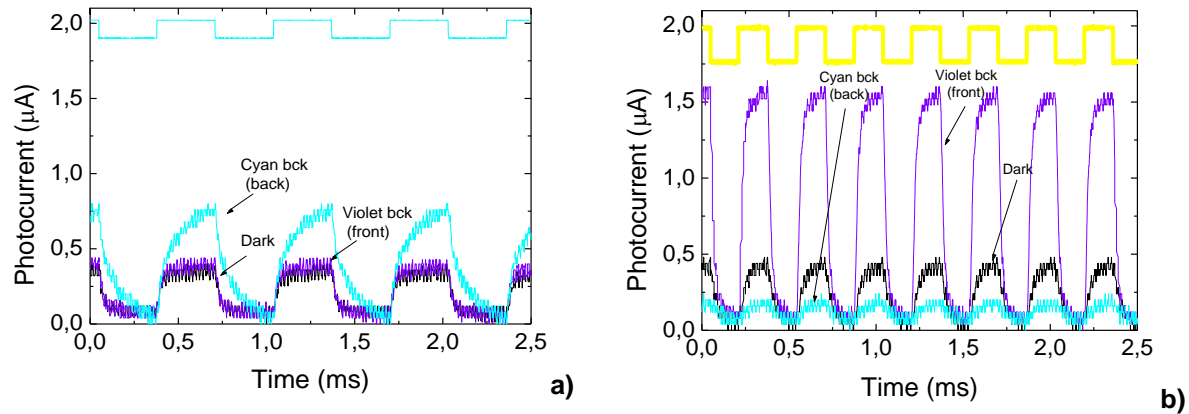 2,0
1,5
1,0
0,5
0,0
Photocurrent (µA)
Cyan bck
(back)
Dark
Violet bck
(front)
0,0 0,5 1,0 1,5 2,0 2,5
Time (ms)
a)
2,0
1,5
1,0
0,5
0,0
Photocurrent (µA)
Cyan bck
(back)
Violet bck
(front)
Dark
0,0 0,5 1,0 1,5 2,0 2,5
Time (ms)
b)